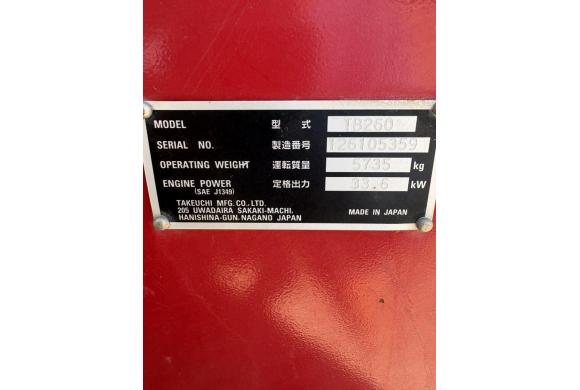 MODEL 型式 TB260
SERIAL NO. 製造番号 126105359
OPERATING WEIGHT 運転質量 5735 kg
ENGINE POWER 定格出力 33.6 kW
(SAE J1349)
TAKEUCHI MFG.CO.,LTD.
205 UWADAIRA SAKAKI-MACHI.
HANISHINA-GUN. NAGANO JAPAN
MADE IN JAPAN